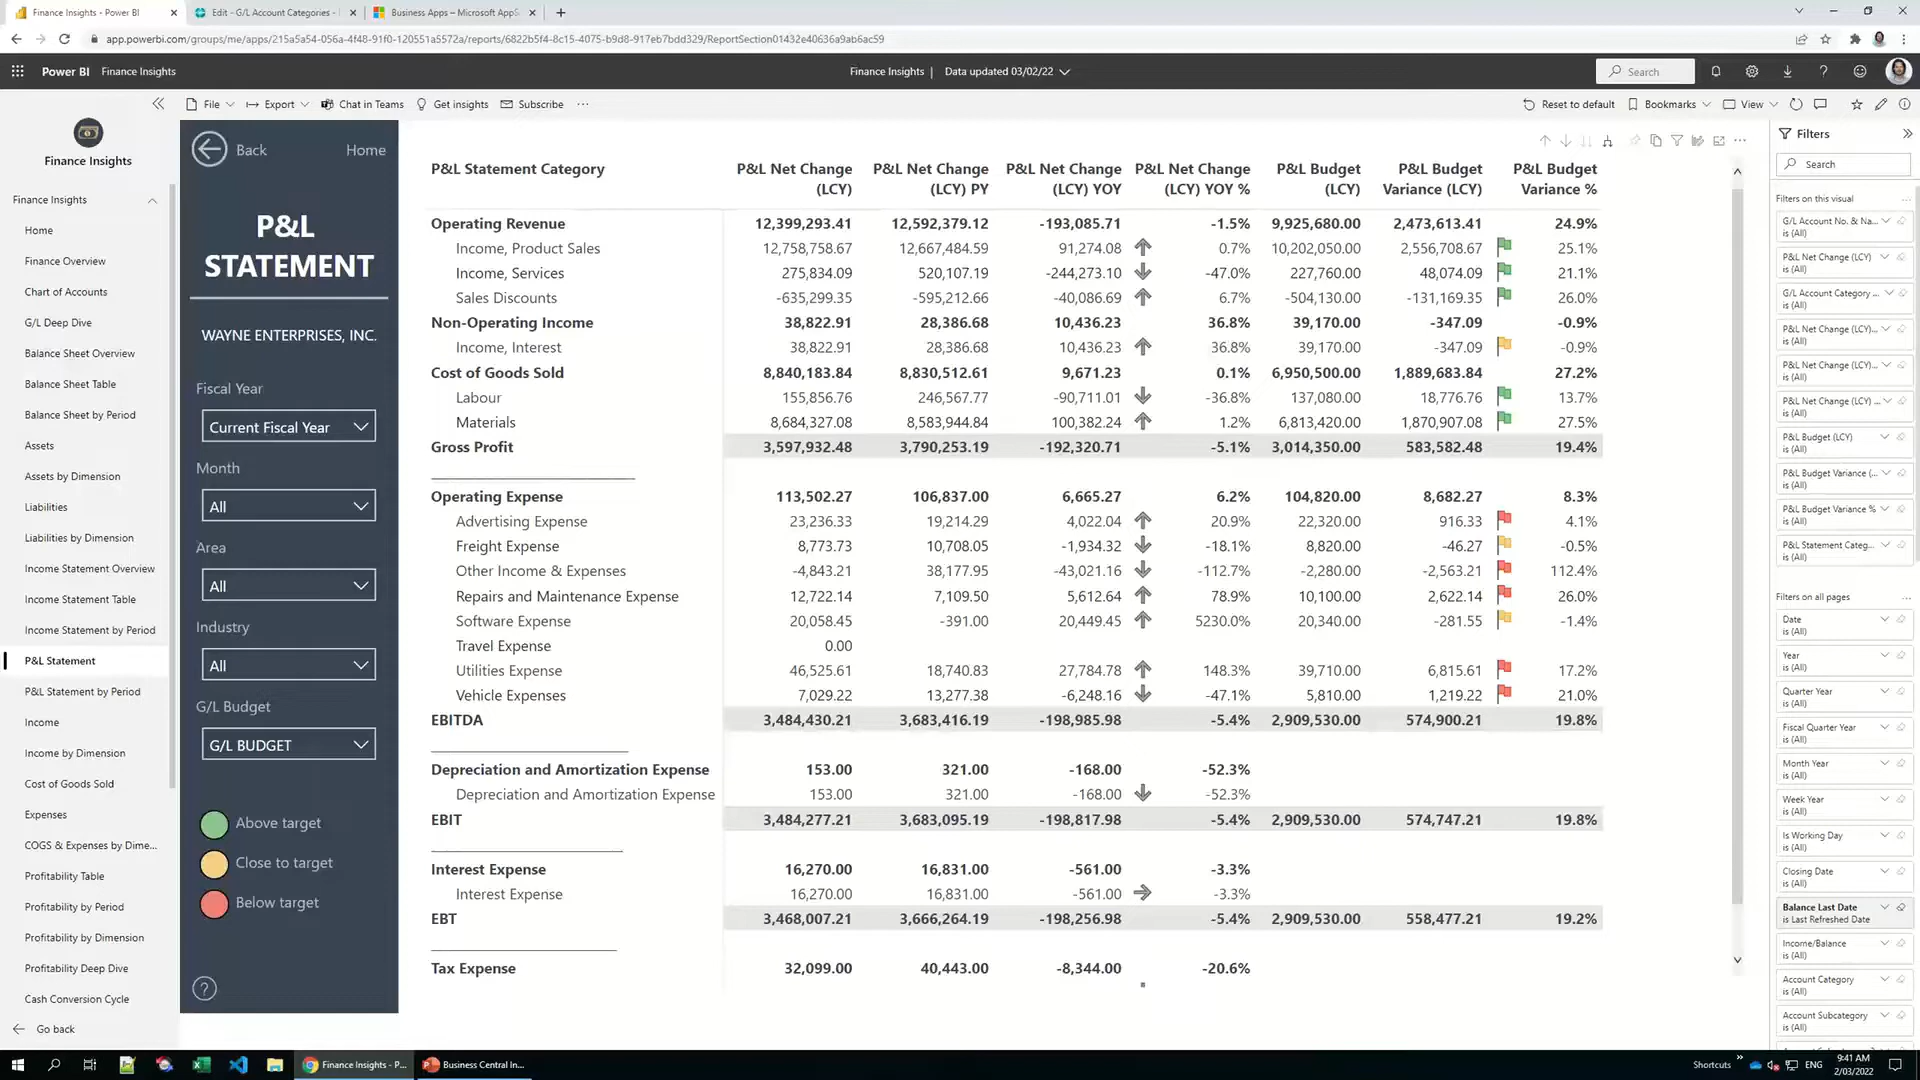 Finance Insights - Power BI
Edit - G/L Account Categories -
Business Apps – Microsoft AppS
app.powerbi.com/groups/me/apps/215a5a54-056a-4f48-91f0-120551a5572a/reports/6822b5f4-8c15-4075-b9d8-917eb7bdd329/ReportSection01432e40636a9ab6ac59
Power BI Finance Insights
Finance Insights | Data updated 03/02/22
Search
File Export Chat in Teams Get insights Subscribe ...
Reset to default Bookmarks View
Finance Insights
Finance Insights
Home
Finance Overview
Chart of Accounts
G/L Deep Dive
Balance Sheet Overview
Balance Sheet Table
Balance Sheet by Period
Assets
Assets by Dimension
Liabilities
Liabilities by Dimension
Income Statement Overview
Income Statement Table
Income Statement by Period
P&L Statement
P&L Statement by Period
Income
Income by Dimension
Cost of Goods Sold
Expenses
COGS & Expenses by Dime...
Profitability Table
Profitability by Period
Profitability by Dimension
Profitability Deep Dive
Cash Conversion Cycle
Go back
Back Home
P&L
STATEMENT
WAYNE ENTERPRISES, INC.
Fiscal Year
Current Fiscal Year
Month
All
Area
All
Industry
All
G/L Budget
G/L BUDGET
Above target
Close to target
Below target
?
P&L Statement Category P&L Net Change (LCY) P&L Net Change (LCY) PY P&L Net Change (LCY) YOY P&L Net Change (LCY) YOY % P&L Budget (LCY) P&L Budget Variance (LCY) P&L Budget Variance %
Operating Revenue 12,399,293.41 12,592,379.12 -193,085.71 -1.5% 9,925,680.00 2,473,613.41 24.9%
Income, Product Sales 12,758,758.67 12,667,484.59 91,274.08 0.7% 10,202,050.00 2,556,708.67 25.1%
Income, Services 275,834.09 520,107.19 -244,273.10 -47.0% 227,760.00 48,074.09 21.1%
Sales Discounts -635,299.35 -595,212.66 -40,086.69 6.7% -504,130.00 -131,169.35 26.0%
Non-Operating Income 38,822.91 28,386.68 10,436.23 36.8% 39,170.00 -347.09 -0.9%
Income, Interest 38,822.91 28,386.68 10,436.23 36.8% 39,170.00 -347.09 -0.9%
Cost of Goods Sold 8,840,183.84 8,830,512.61 9,671.23 0.1% 6,950,500.00 1,889,683.84 27.2%
Labour 155,856.76 246,567.77 -90,711.01 -36.8% 137,080.00 18,776.76 13.7%
Materials 8,684,327.08 8,583,944.84 100,382.24 1.2% 6,813,420.00 1,870,907.08 27.5%
Gross Profit 3,597,932.48 3,790,253.19 -192,320.71 -5.1% 3,014,350.00 583,582.48 19.4%
Operating Expense 113,502.27 106,837.00 6,665.27 6.2% 104,820.00 8,682.27 8.3%
Advertising Expense 23,236.33 19,214.29 4,022.04 20.9% 22,320.00 916.33 4.1%
Freight Expense 8,773.73 10,708.05 -1,934.32 -18.1% 8,820.00 -46.27 -0.5%
Other Income & Expenses -4,843.21 38,177.95 -43,021.16 -112.7% -2,280.00 -2,563.21 112.4%
Repairs and Maintenance Expense 12,722.14 7,109.50 5,612.64 78.9% 10,100.00 2,622.14 26.0%
Software Expense 20,058.45 -391.00 20,449.45 5230.0% 20,340.00 -281.55 -1.4%
Travel Expense 0.00
Utilities Expense 46,525.61 18,740.83 27,784.78 148.3% 39,710.00 6,815.61 17.2%
Vehicle Expenses 7,029.22 13,277.38 -6,248.16 -47.1% 5,810.00 1,219.22 21.0%
EBITDA 3,484,430.21 3,683,416.19 -198,985.98 -5.4% 2,909,530.00 574,900.21 19.8%
Depreciation and Amortization Expense 153.00 321.00 -168.00 -52.3%
Depreciation and Amortization Expense 153.00 321.00 -168.00 -52.3%
EBIT 3,484,277.21 3,683,095.19 -198,817.98 -5.4% 2,909,530.00 574,747.21 19.8%
Interest Expense 16,270.00 16,831.00 -561.00 -3.3%
Interest Expense 16,270.00 16,831.00 -561.00 -3.3%
EBT 3,468,007.21 3,666,264.19 -198,256.98 -5.4% 2,909,530.00 558,477.21 19.2%
Tax Expense 32,099.00 40,443.00 -8,344.00 -20.6%
Filters
Search
Filters on this visual ...
G/L Account No. & Na...
is (All)
P&L Net Change (LCY)
is (All)
G/L Account Category ...
is (All)
P&L Net Change (LCY)...
is (All)
P&L Net Change (LCY)...
is (All)
P&L Net Change (LCY) ...
is (All)
P&L Budget (LCY)
is (All)
P&L Budget Variance (...
is (All)
P&L Budget Variance %
is (All)
P&L Statement Categ...
is (All)
Filters on all pages ...
Date
is (All)
Year
is (All)
Quarter Year
is (All)
Fiscal Quarter Year
is (All)
Month Year
is (All)
Week Year
is (All)
Is Working Day
is (All)
Closing Date
is (All)
Balance Last Date
is Last Refreshed Date
Income/Balance
is (All)
Account Category
is (All)
Account Subcategory
is (All)
Finance Insights - P...
Business Central In...
Shortcuts
ENG
9:41 AM
2/03/2022